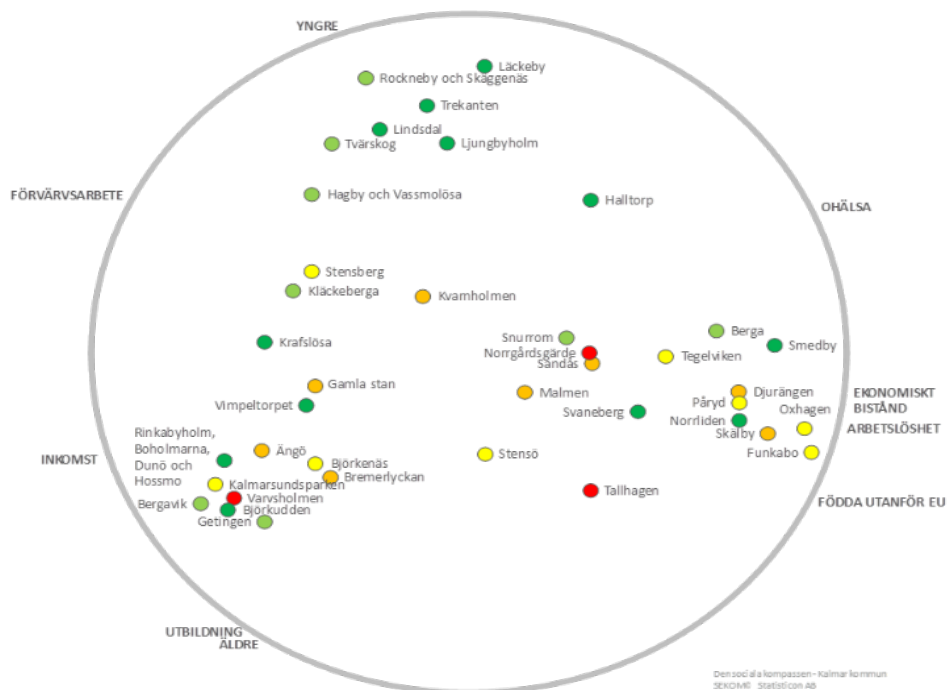 YNGRE
Läckeby
Rockneby och Skäggenäs
Trekanten
Lindsdal
Tvärskog
Ljungbyholm
FÖRVÄRVSARBETE
Hagby och Vassmolösa
Halltorp
OHÄLSA
Stensberg
Kläckeberga
Kvarnholmen
Krafslösa
Snurrom
Berga
Norrgårdsgärde
Smedby
Tegelviken
Sandås
Gamla stan
Malmen
Djurängen
EKONOMISKT
BISTÅND
Vimpeltorpet
Svaneberg
Påryd
Oxhagen
Norrliden
ARBETSLÖSHET
Skälby
Rinkabyholm,
Boholmarna,
Dunö och
Hossmo
INKOMST
Ängö
Stensö
Funkabo
Björkenäs
Bremerlyckan
Kalmarsundsparken
Tallhagen
Varvsholmen
Bergavik
Björkudden
Getingen
FÖDDA UTANFÖR EU
UTBILDNING
ÄLDRE
Den sociala kompassen - Kalmar kommun
SEKOM© Statisticon AB